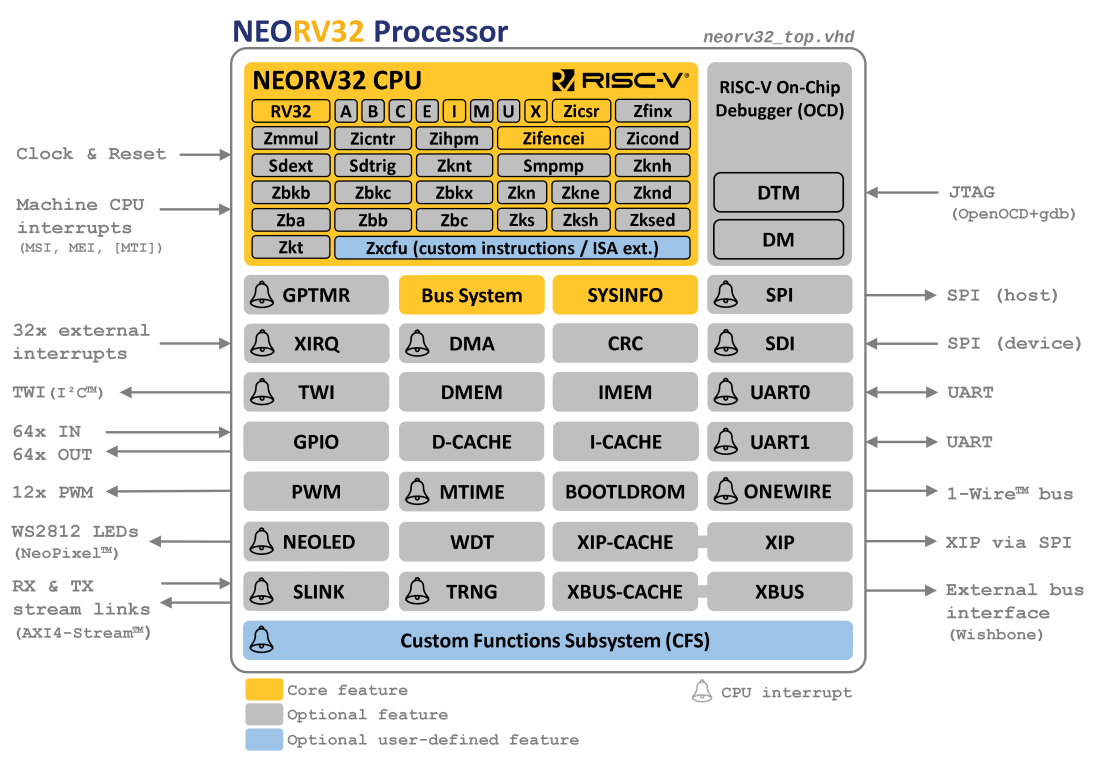 NEORV32 Processor
neorv32_top.vhd
NEORV32 CPU
RISC-V®
RV32 A B C E I M U X Zicsr Zfinx
Zmmul Zicntr Zihpm Zifencei Zicond
Sdext Sdtrig Zknt Smpmp Zknh
Zbkb Zbkc Zbkx Zkn Zkne Zknd
Zba Zbb Zbc Zks Zksh Zksed
Zkt Zxcfu (custom instructions / ISA ext.)
RISC-V On-Chip
Debugger (OCD)
DTM
DM
Clock & Reset
Machine CPU
interrupts
(MSI, MEI, [MTI])
JTAG
(OpenOCD+gdb)
GPTMR Bus System SYSINFO SPI
SPI (host)
32x external
interrupts
XIRQ DMA CRC SDI
SPI (device)
TWI(I²C™)
TWI DMEM IMEM UART0
UART
64x IN
64x OUT
GPIO D-CACHE I-CACHE UART1
UART
12x PWM
PWM MTIME BOOTLDROM ONEWIRE
1-Wire™ bus
WS2812 LEDs
(NeoPixel™)
NEOLED WDT XIP-CACHE XIP
XIP via SPI
RX & TX
stream links
(AXI4-Stream™)
SLINK TRNG XBUS-CACHE XBUS
External bus
interface
(Wishbone)
Custom Functions Subsystem (CFS)
Core feature
Optional feature
Optional user-defined feature
CPU interrupt